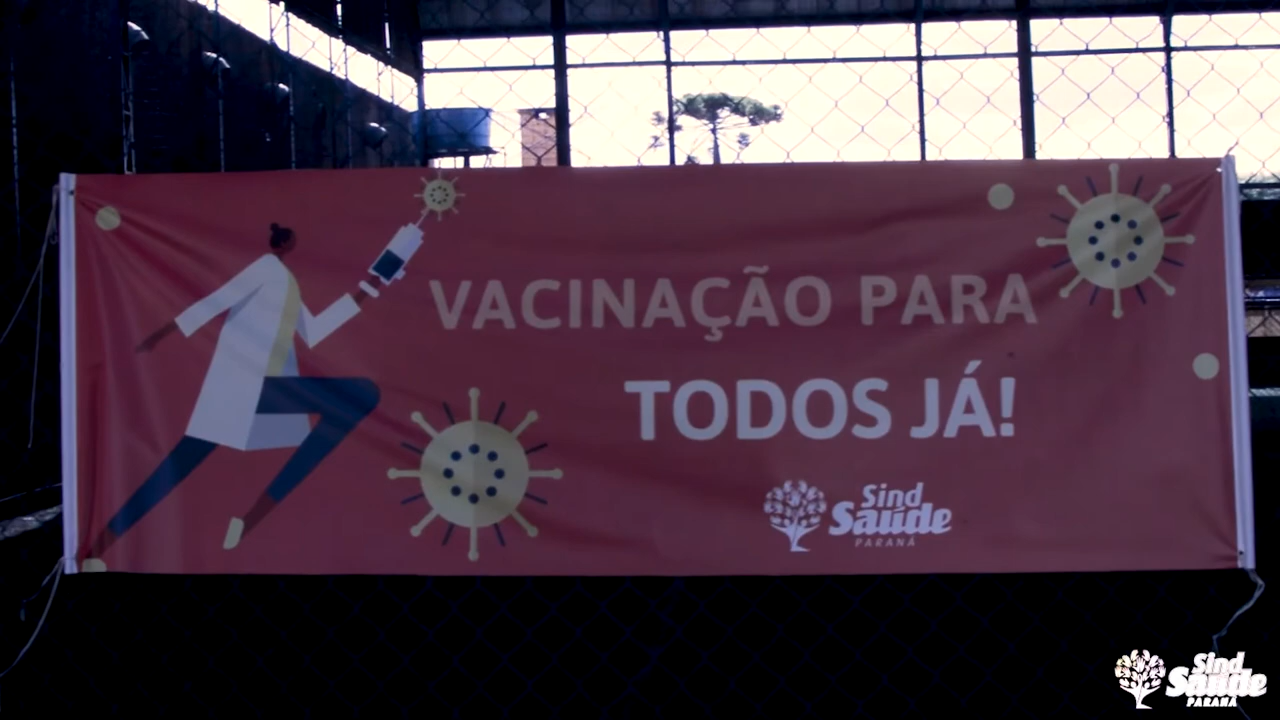 VACINAÇÃO PARA
TODOS JÁ!
Sind
Saúde
PARANÁ
Sind
Saúde
PARANÁ